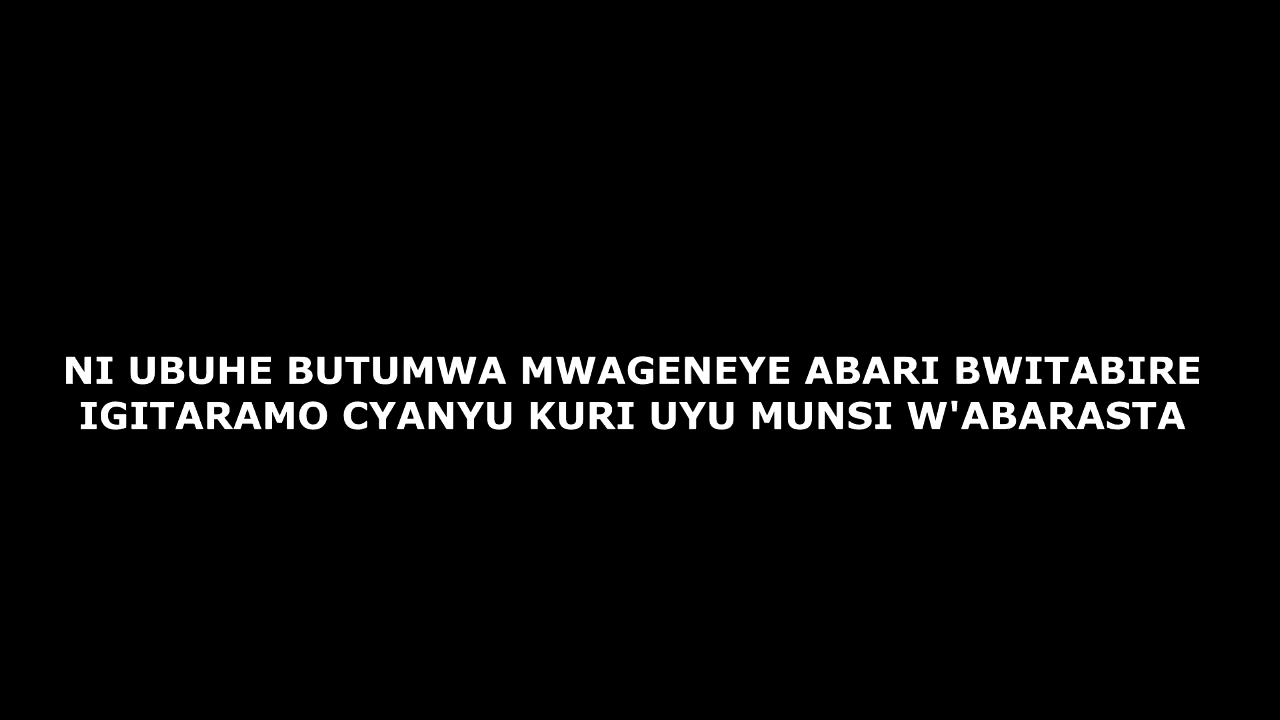 NI UBUHE BUTUMWA MWAGENEYE ABARI BWITABIRE
IGITARAMO CYANYU KURI UYU MUNSI W'ABARASTA